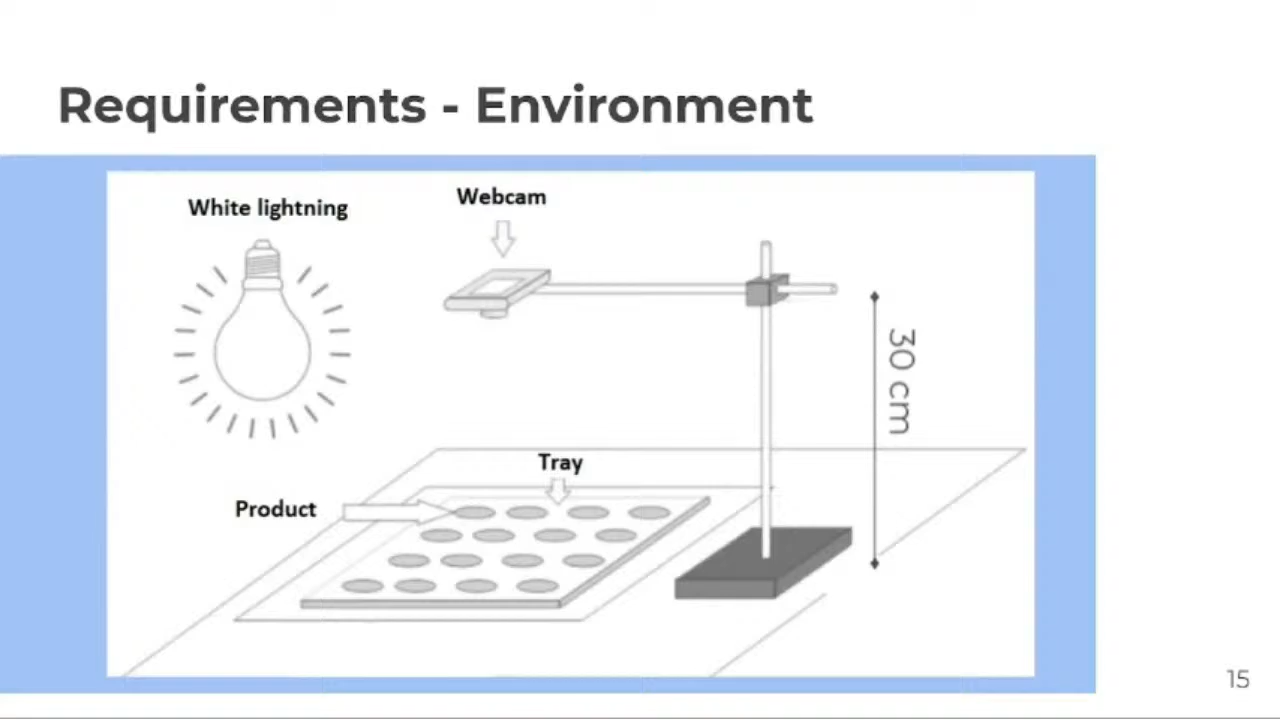 Requirements - Environment
White lightning
Webcam
30 cm
Tray
Product
15